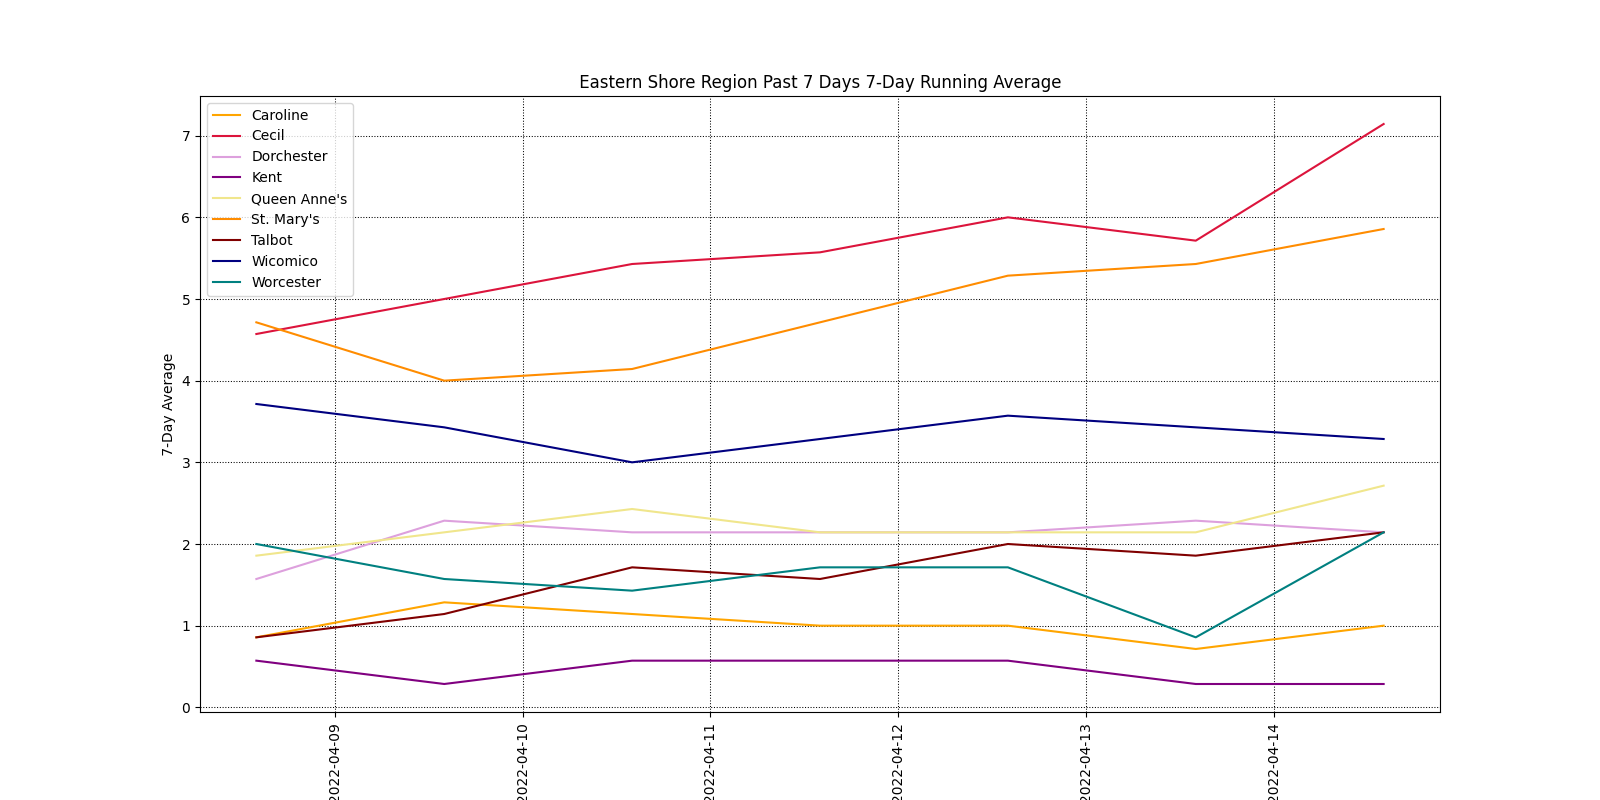 Eastern Shore Region Past 7 Days 7-Day Running Average
Caroline
Cecil
Dorchester
Kent
Queen Anne's
St. Mary's
Talbot
Wicomico
Worcester
7-Day Average
7
6
5
4
3
2
1
0
2022-04-09
2022-04-10
2022-04-11
2022-04-12
2022-04-13
2022-04-14